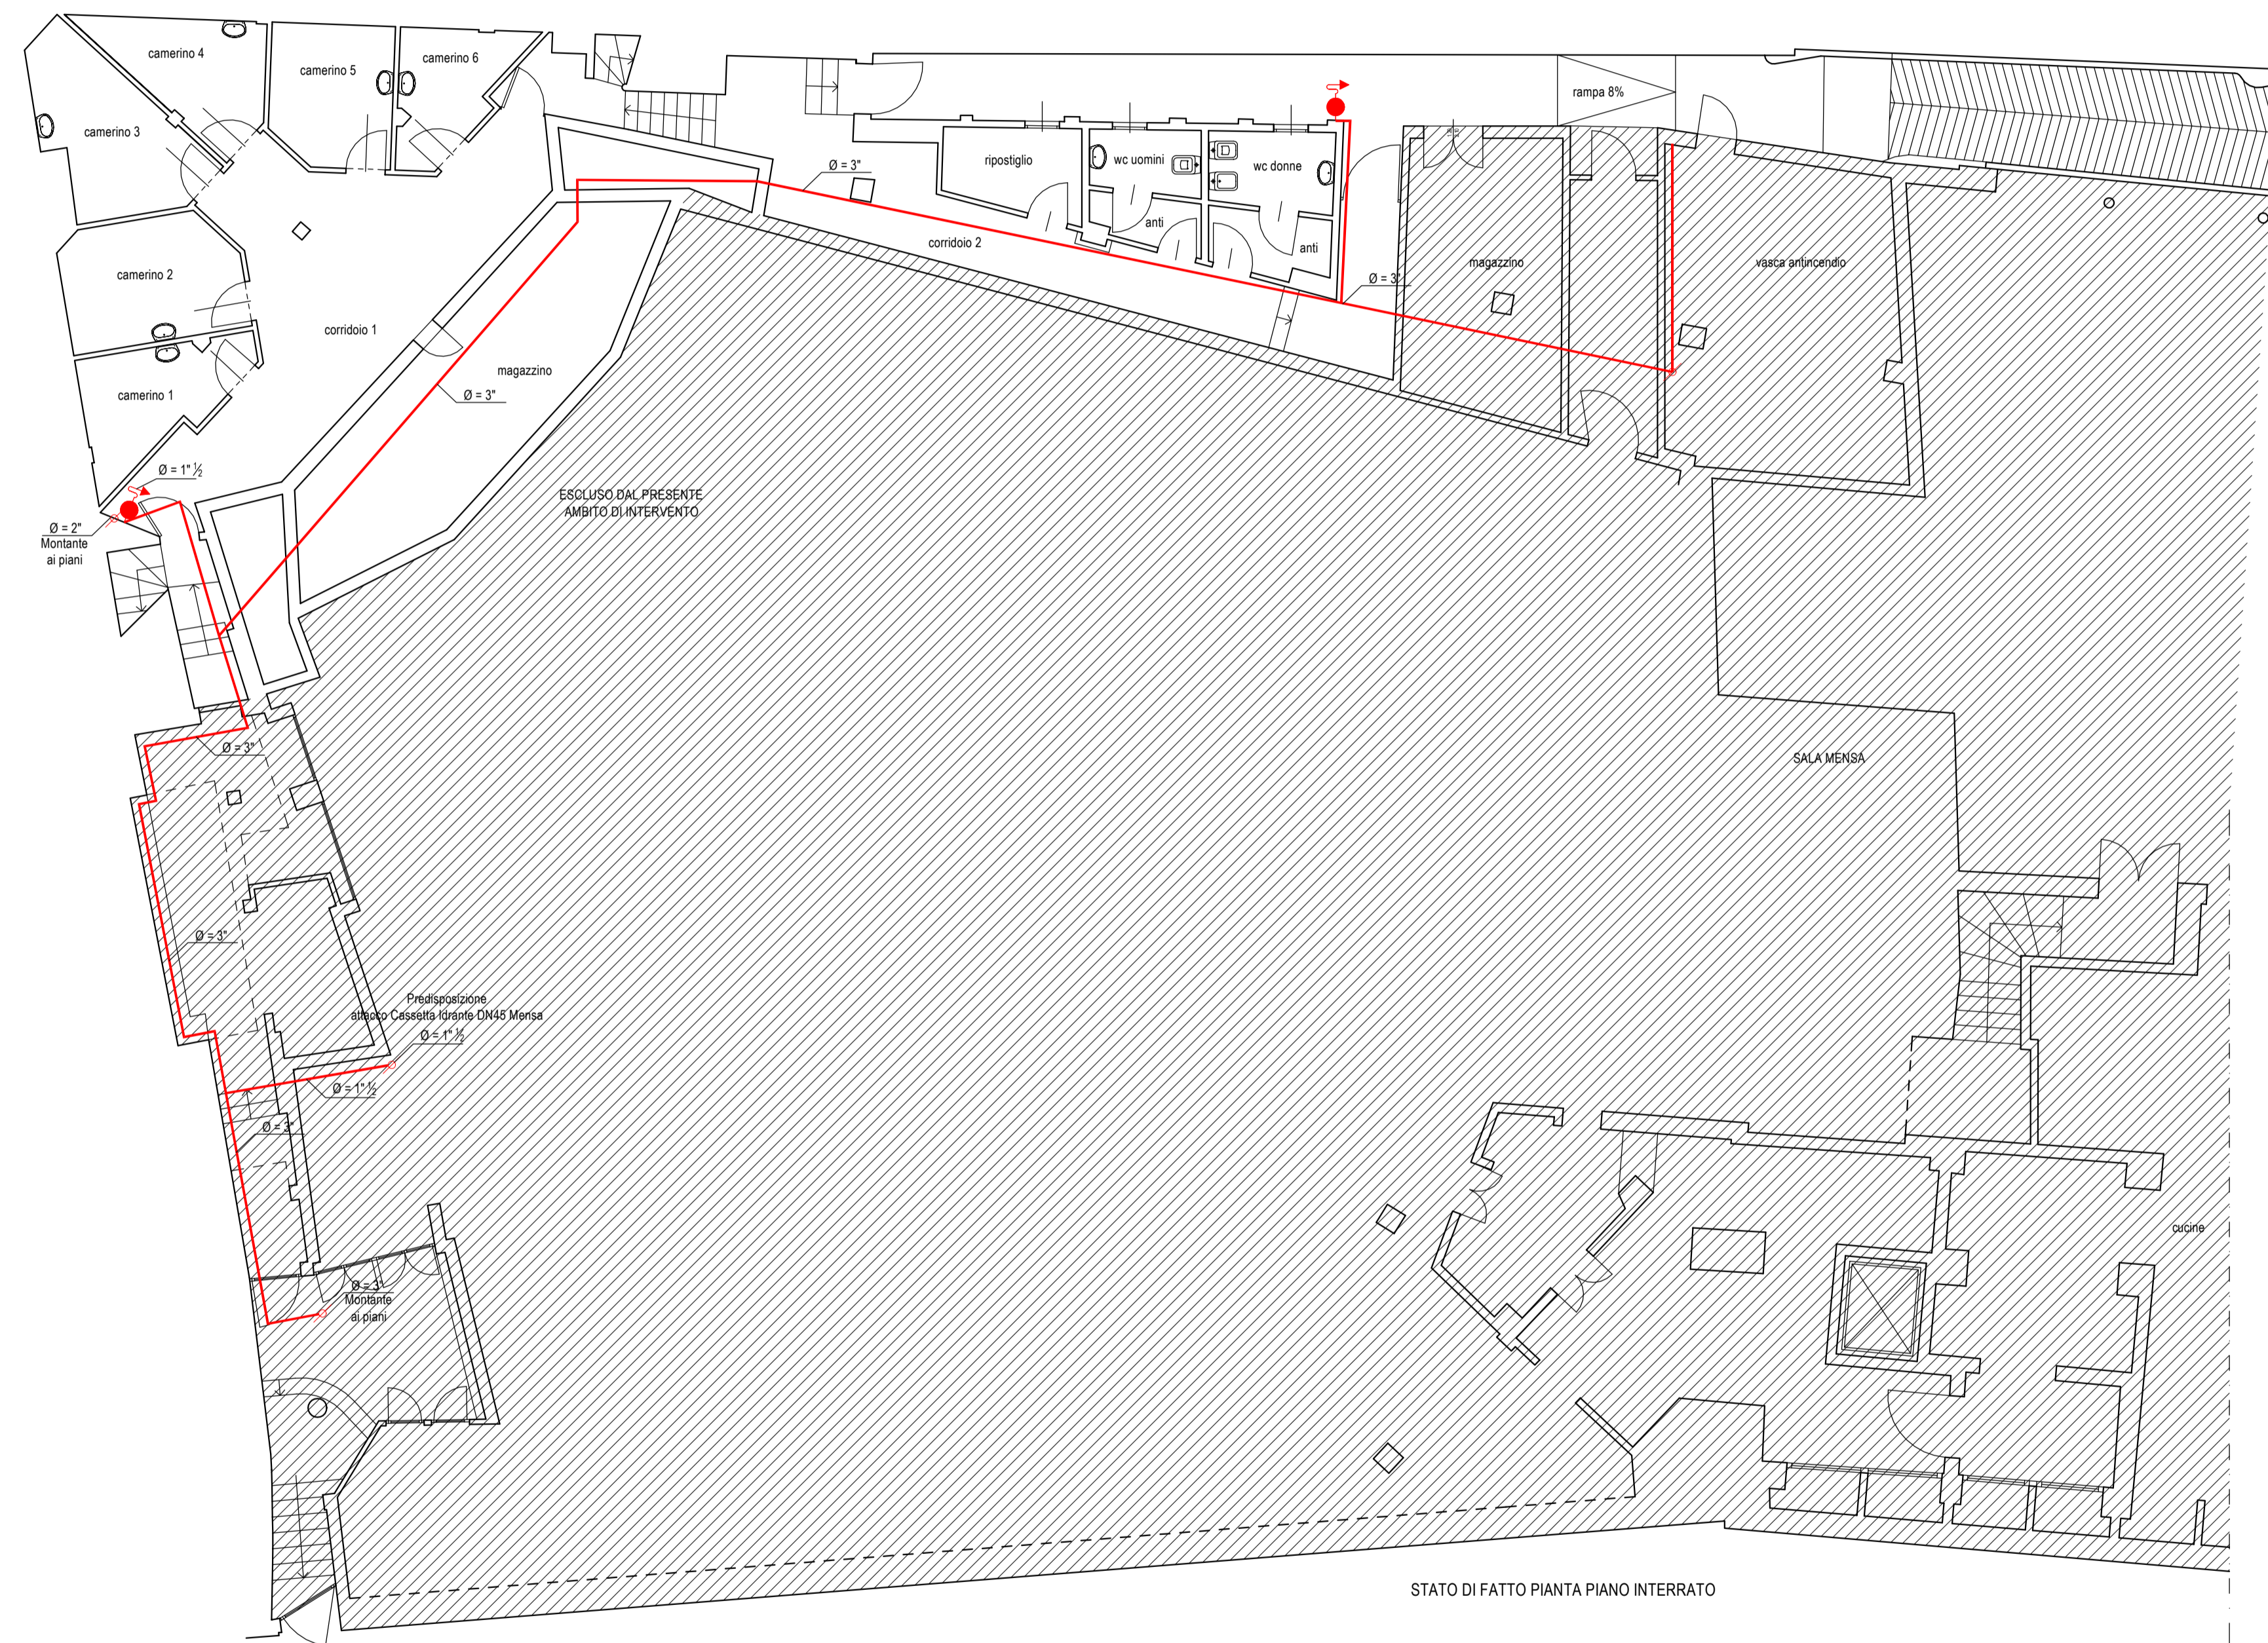 camerino 4
camerino 5
camerino 6
camerino 3
rampa 8%
ripostiglio
wc uomini
wc donne
Ø = 3"
anti
anti
corridoio 2
camerino 2
magazzino
vasca antincendio
Ø = 3"
corridoio 1
magazzino
camerino 1
Ø = 3"
Ø = 1" ½
ESCLUSO DAL PRESENTE
AMBITO DI INTERVENTO
Ø = 2"
Montante
ai piani
Ø = 3"
SALA MENSA
Ø = 3"
Predisposizione
attacco Cassetta Idrante DN45 Mensa
Ø = 1" ½
Ø = 1" ½
Ø = 3"
cucine
Ø = 3"
Montante
ai piani
STATO DI FATTO PIANTA PIANO INTERRATO